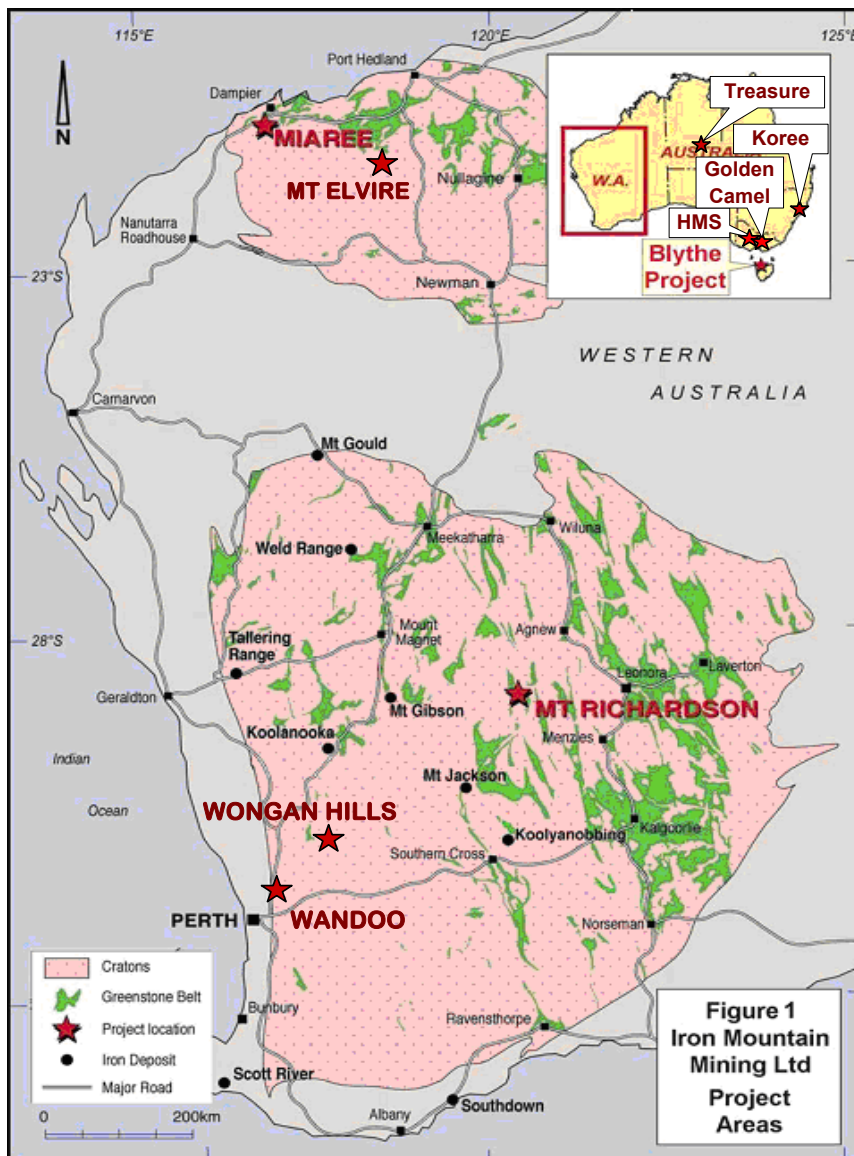 115°E
120°E
125°E
Port Hedland
Dampier
N
MIAREE
MT ELVIRE
Nullagine
Nanutarra
Roadhouse
23°S
Newman
Treasure
Koree
AUSTRALIA
W.A.
Golden
Camel
HMS
Blythe
Project
WESTERN
AUSTRALIA
Carnarvon
Mt Gould
Meekatharra
Wiluna
Weld Range
28°S
Mount
Magnet
Agnew
Tallering
Range
Laverton
Leonora
Geraldton
Mt Gibson
MT RICHARDSON
Koolanooka
Menzies
Indian
Ocean
Mt Jackson
WONGAN HILLS
Koolyanobbing
Kalgoorlie
Southern Cross
WANDOO
PERTH
Norseman
Cratons
Greenstone Belt
Project location
Iron Deposit
Major Road
0
200km
Bunbury
Ravensthorpe
Scott River
Albany
Southdown
Figure 1
Iron Mountain
Mining Ltd
Project
Areas